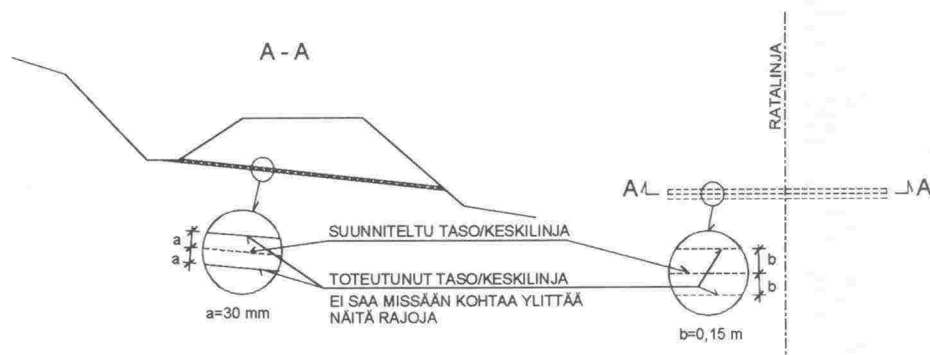 A - A
RATALINJA
A
A
SUUNNITELTU TASO/KESKILINJA
a
a
b
b
TOTEUTUNUT TASO/KESKILINJA
EI SAA MISSÄÄN KOHTAA YLITTÄÄ
NÄITÄ RAJOJA
a=30 mm
b=0,15 m